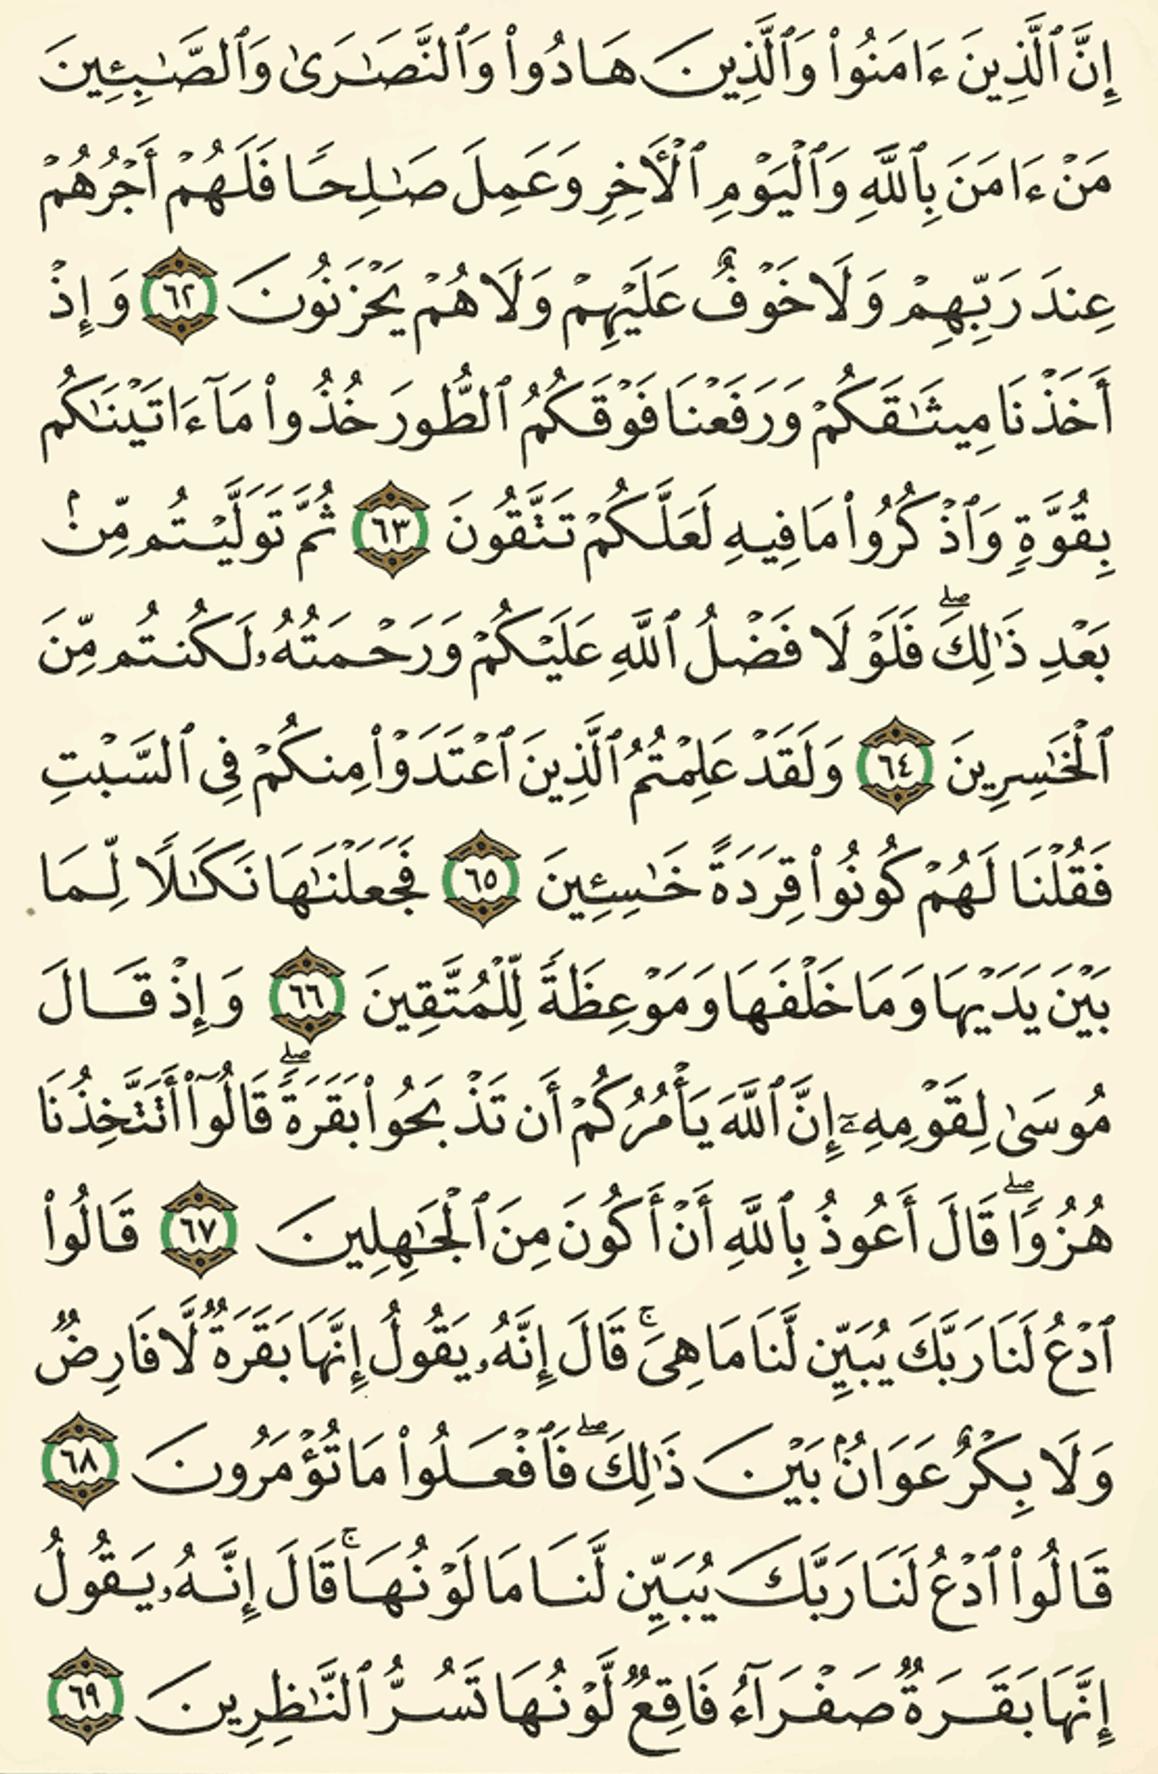 إِنَّ ٱلَّذِينَ ءَامَنُوا۟ وَٱلَّذِينَ هَادُوا۟ وَٱلنَّصَـٰرَىٰ وَٱلصَّـٰبِـِٔينَ
مَنْ ءَامَنَ بِٱللَّهِ وَٱلْيَوْمِ ٱلْـَٔاخِرِ وَعَمِلَ صَـٰلِحًا فَلَهُمْ أَجْرُهُمْ
عِندَ رَبِّهِمْ وَلَا خَوْفٌ عَلَيْهِمْ وَلَا هُمْ يَحْزَنُونَ ٦٢ وَإِذْ
أَخَذْنَا مِيثَـٰقَكُمْ وَرَفَعْنَا فَوْقَكُمُ ٱلطُّورَ خُذُوا۟ مَآ ءَاتَيْنَـٰكُم
بِقُوَّةٍ وَٱذْكُرُوا۟ مَا فِيهِ لَعَلَّكُمْ تَتَّقُونَ ٦٣ ثُمَّ تَوَلَّيْتُم مِّنۢ
بَعْدِ ذَٰلِكَ ۖ فَلَوْلَا فَضْلُ ٱللَّهِ عَلَيْكُمْ وَرَحْمَتُهُۥ لَكُنتُم مِّنَ
ٱلْخَـٰسِرِينَ ٦٤ وَلَقَدْ عَلِمْتُمُ ٱلَّذِينَ ٱعْتَدَوْا۟ مِنكُمْ فِى ٱلسَّبْتِ
فَقُلْنَا لَهُمْ كُونُوا۟ قِرَدَةً خَـٰسِـِٔينَ ٦٥ فَجَعَلْنَـٰهَا نَكَـٰلًا لِّمَا
بَيْنَ يَدَيْهَا وَمَا خَلْفَهَا وَمَوْعِظَةً لِّلْمُتَّقِينَ ٦٦ وَإِذْ قَالَ
مُوسَىٰ لِقَوْمِهِۦٓ إِنَّ ٱللَّهَ يَأْمُرُكُمْ أَن تَذْبَحُوا۟ بَقَرَةً ۖ قَالُوٓا۟ أَتَتَّخِذُنَا
هُزُوًا ۖ قَالَ أَعُوذُ بِٱللَّهِ أَنْ أَكُونَ مِنَ ٱلْجَـٰهِلِينَ ٦٧ قَالُوا۟
ٱدْعُ لَنَا رَبَّكَ يُبَيِّن لَّنَا مَا هِىَ ۚ قَالَ إِنَّهُۥ يَقُولُ إِنَّهَا بَقَرَةٌ لَّا فَارِضٌ
وَلَا بِكْرٌ عَوَانٌۢ بَيْنَ ذَٰلِكَ ۖ فَٱفْعَلُوا۟ مَا تُؤْمَرُونَ ٦٨
قَالُوا۟ ٱدْعُ لَنَا رَبَّكَ يُبَيِّن لَّنَا مَا لَوْنُهَا ۚ قَالَ إِنَّهُۥ يَقُولُ
إِنَّهَا بَقَرَةٌ صَفْرَآءُ فَاقِعٌ لَّوْنُهَا تَسُرُّ ٱلنَّـٰظِرِينَ ٦٩